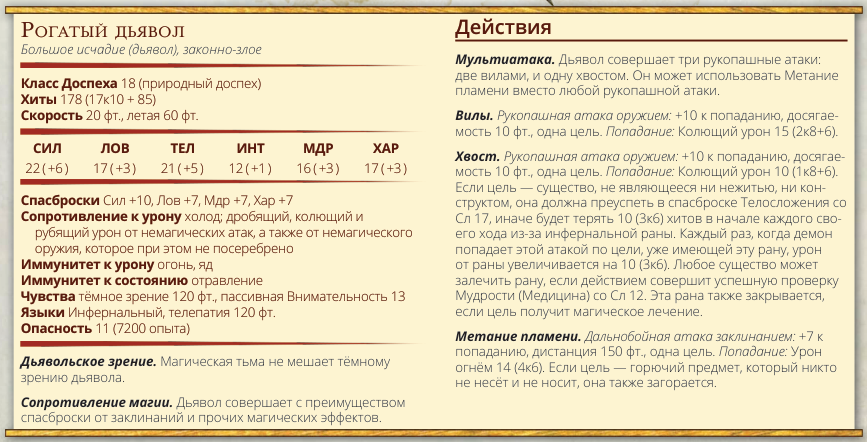 Рогатый дьявол
Большое исчадие (дьявол), законно-злое
Класс Доспеха 18 (природный доспех)
Хиты 178 (17к10 + 85)
Скорость 20 фт., летая 60 фт.
СИЛ ЛОВ ТЕЛ ИНТ МДР ХАР
22 (+6) 17 (+3) 21 (+5) 12 (+1) 16 (+3) 17 (+3)
Спасброски Сил +10, Лов +7, Мдр +7, Хар +7
Сопротивление к урону холод; дробящий, колющий и
рубящий урон от немагических атак, а также от немагического
оружия, которое при этом не посеребрено
Иммунитет к урону огонь, яд
Иммунитет к состоянию отравление
Чувства тёмное зрение 120 фт., пассивная Внимательность 13
Языки Инфернальный, телепатия 120 фт.
Опасность 11 (7200 опыта)
Дьявольское зрение. Магическая тьма не мешает тёмному
зрению дьявола.
Сопротивление магии. Дьявол совершает с преимуществом
спасброски от заклинаний и прочих магических эффектов.
Действия
Мультиатака. Дьявол совершает три рукопашные атаки:
две вилами, и одну хвостом. Он может использовать Метание
пламени вместо любой рукопашной атаки.
Вилы. Рукопашная атака оружием: +10 к попаданию, досягае-
мость 10 фт., одна цель. Попадание: Колющий урон 15 (2к8+6).
Хвост. Рукопашная атака оружием: +10 к попаданию, досягае-
мость 10 фт., одна цель. Попадание: Колющий урон 10 (1к8+6).
Если цель — существо, не являющееся ни нежитью, ни кон-
структом, она должна преуспеть в спасброске Телосложения со
Сл 17, иначе будет терять 10 (3к6) хитов в начале каждого сво-
его хода из-за инфернальной раны. Каждый раз, когда демон
попадает этой атакой по цели, уже имеющей эту рану, урон
от раны увеличивается на 10 (3к6). Любое существо может
залечить рану, если действием совершит успешную проверку
Мудрости (Медицина) со Сл 12. Эта рана также закрывается,
если цель получит магическое лечение.
Метание пламени. Дальнобойная атака заклинанием: +7 к
попаданию, дистанция 150 фт., одна цель. Попадание: Урон
огнём 14 (4к6). Если цель — горючий предмет, который никто
не несёт и не носит, она также загорается.